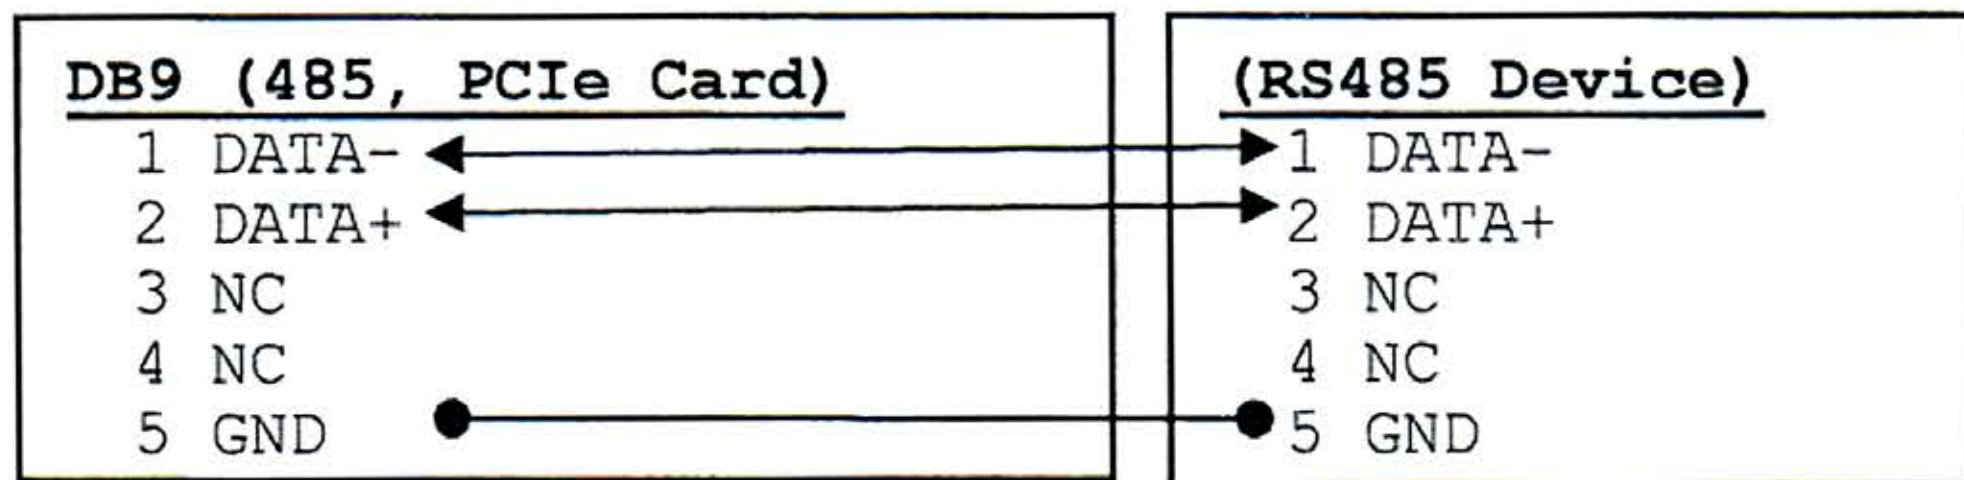 DB9 (485, PCIe Card)
1 DATA-
2 DATA+
3 NC
4 NC
5 GND
(RS485 Device)
1 DATA-
2 DATA+
3 NC
4 NC
5 GND